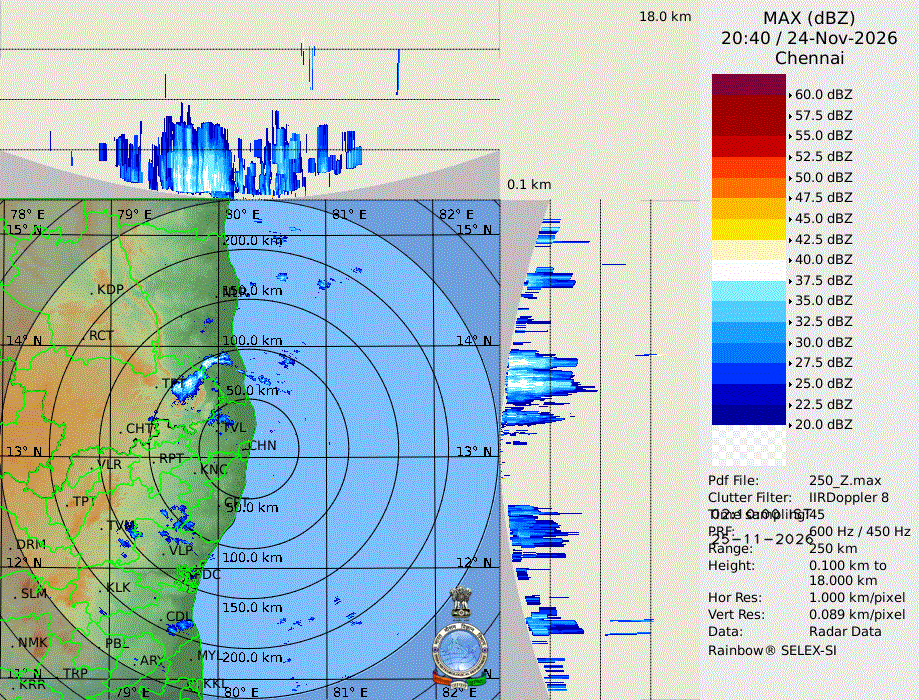 18.0 km
MAX (dBZ)
20:40 / 24-Nov-2026
Chennai
60.0 dBZ
57.5 dBZ
55.0 dBZ
52.5 dBZ
50.0 dBZ
47.5 dBZ
45.0 dBZ
42.5 dBZ
40.0 dBZ
37.5 dBZ
35.0 dBZ
32.5 dBZ
30.0 dBZ
27.5 dBZ
25.0 dBZ
22.5 dBZ
20.0 dBZ
0.1 km
78° E 79° E 80° E 81° E 82° E
15° N 15° N
200.0 km
KDP
150.0 km
RCT
100.0 km
14° N 14° N
50.0 km
CHT
TVL
CHN
13° N 13° N
VLR
RPT
KNC
TPT
50.0 km
TVM
DRM
VLP
100.0 km
12° N 12° N
SLM
KLK
150.0 km
CDL
NMK
PBL
ARY
MYL
200.0 km
TRP
KRR
KKL
79° E 80° E 81° E 82° E
Pdf File: 250_Z.max
Clutter Filter: IIRDoppler 8
Time sampling: 45
02:10:00 IST
PRF: 600 Hz / 450 Hz
25-11-2026
Range: 250 km
Height: 0.100 km to
18.000 km
Hor Res: 1.000 km/pixel
Vert Res: 0.089 km/pixel
Data: Radar Data
Rainbow® SELEX-SI